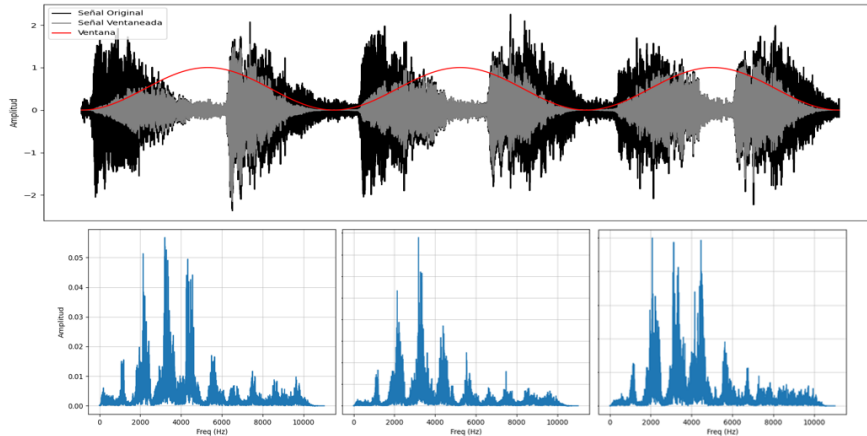 Señal Original
Señal Ventaneada
Ventana
2
1
0
−1
−2
Amplitud
0.05
0.04
0.03
0.02
0.01
0.00
Amplitud
0 2000 4000 6000 8000 10000
Freq (Hz)
0 2000 4000 6000 8000 10000
Freq (Hz)
0 2000 4000 6000 8000 10000
Freq (Hz)